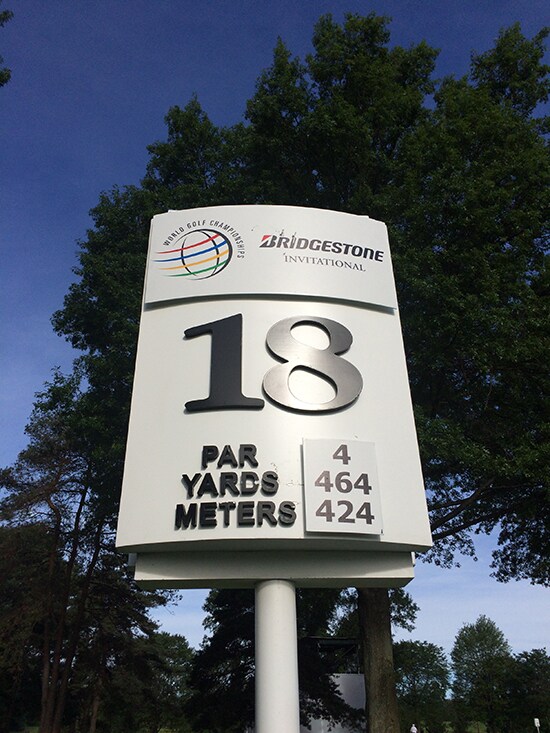 WORLD GOLF CHAMPIONSHIPS
BRIDGESTONE
INVITATIONAL
18
PAR 4
YARDS 464
METERS 424